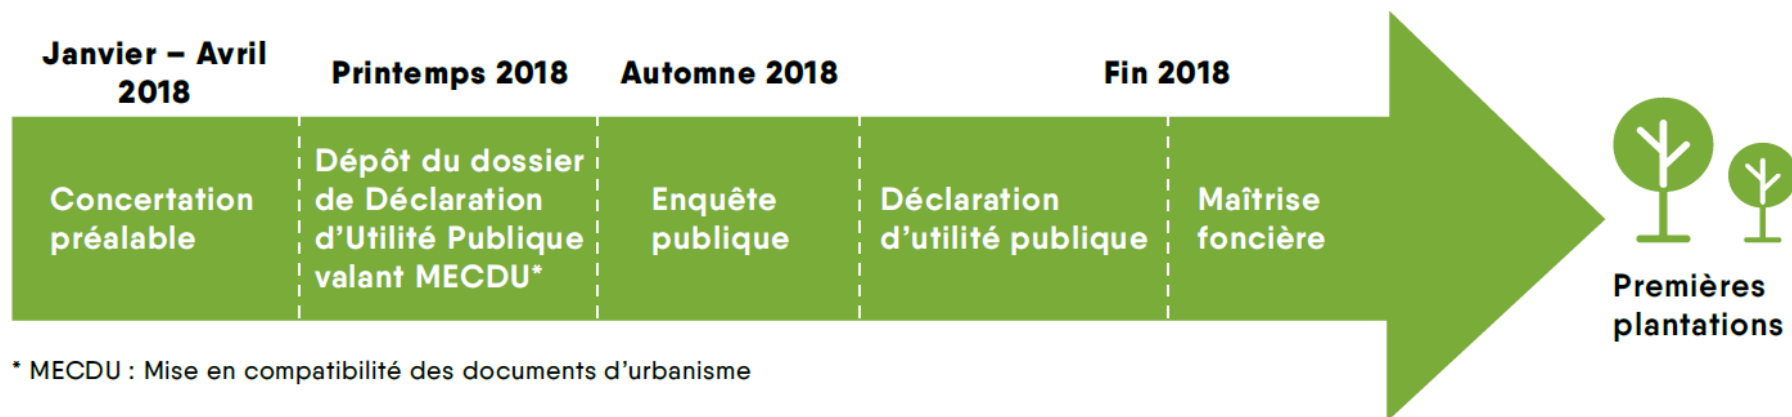 Janvier – Avril
2018
Printemps 2018
Automne 2018
Fin 2018
Concertation
préalable
Dépôt du dossier
de Déclaration
d'Utilité Publique
valant MECDU*
Enquête
publique
Déclaration
d'utilité publique
Maîtrise
foncière
Premières
plantations
* MECDU : Mise en compatibilité des documents d'urbanisme